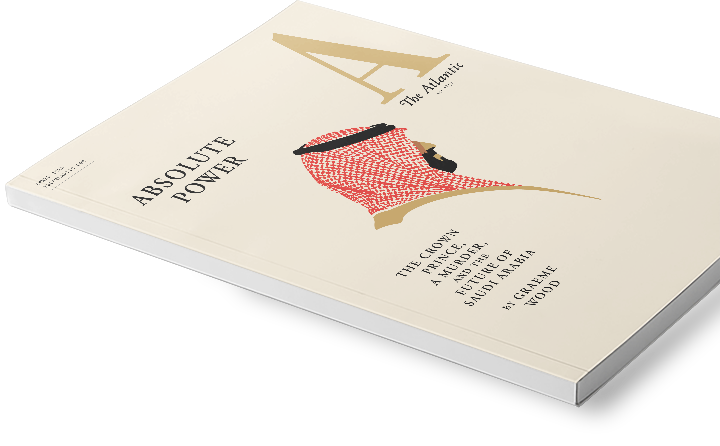 A
The Atlantic
ABSOLUTE
POWER
THE CROWN
PRINCE,
A MURDER,
AND THE
FUTURE OF
SAUDI ARABIA
BY GRAEME
WOOD